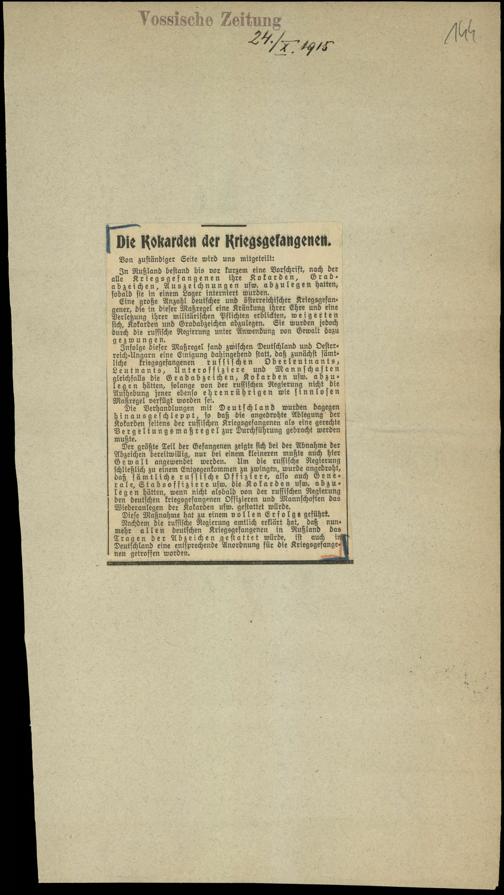 Vossische Zeitung
24./X. 1915
144
Die Kokarden der Kriegsgefangenen.
Von zuständiger Seite wird uns mitgeteilt:
In Rußland bestand bis vor kurzem eine Vorschrift, nach der
alle Kriegsgefangenen ihre Kokarden, Grad-
abzeichen, Auszeichnungen usw. abzulegen hatten,
sobald sie in einem Lager interniert wurden.
Eine große Anzahl deutscher und österreichischer Kriegsgefan-
gener, die in dieser Maßregel eine Kränkung ihrer Ehre und eine
Verletzung ihrer militärischen Pflichten erblickten, weigerten
sich, Kokarden und Gradabzeichen abzulegen. Sie wurden jedoch
durch die russische Regierung unter Anwendung von Gewalt dazu
gezwungen.
Infolge dieser Maßregel fand zwischen Deutschland und Oester-
reich-Ungarn eine Einigung dahingehend statt, daß zunächst sämt-
liche kriegsgefangenen russischen Oberleutnants,
Leutnants, Unteroffiziere und Mannschaften
gleichfalls die Gradabzeichen, Kokarden usw. abzu-
legen hätten, solange von der russischen Regierung nicht die
Aufhebung jener ebenso ehrenrührigen wie sinnlosen
Maßregel verfügt worden sei.
Die Verhandlungen mit Deutschland wurden dagegen
hinausgeschleppt, so daß die angedrohte Ablegung der
Kokarden seitens der russischen Kriegsgefangenen als eine gerechte
Vergeltungsmaßregel zur Durchführung gebracht werden
mußte.
Der größte Teil der Gefangenen zeigte sich bei der Abnahme der
Abzeichen bereitwillig, nur bei einem kleineren mußte auch hier
Gewalt angewendet werden. Um die russische Regierung
schließlich zu einem Entgegenkommen zu zwingen, wurde angedroht,
daß sämtliche russische Offiziere, also auch Gene-
rale, Stabsoffiziere usw. die Kokarden usw. abzu-
legen hätten, wenn nicht alsbald von der russischen Regierung
den deutschen kriegsgefangenen Offizieren und Mannschaften das
Wiederanlegen der Kokarden usw. gestattet würde.
Diese Maßnahme hat zu einem vollen Erfolge geführt.
Nachdem die russische Regierung amtlich erklärt hat, daß nun-
mehr allen deutschen Kriegsgefangenen in Rußland das
Tragen der Abzeichen gestattet würde, ist auch in
Deutschland eine entsprechende Anordnung für die Kriegsgefange-
nen getroffen worden.